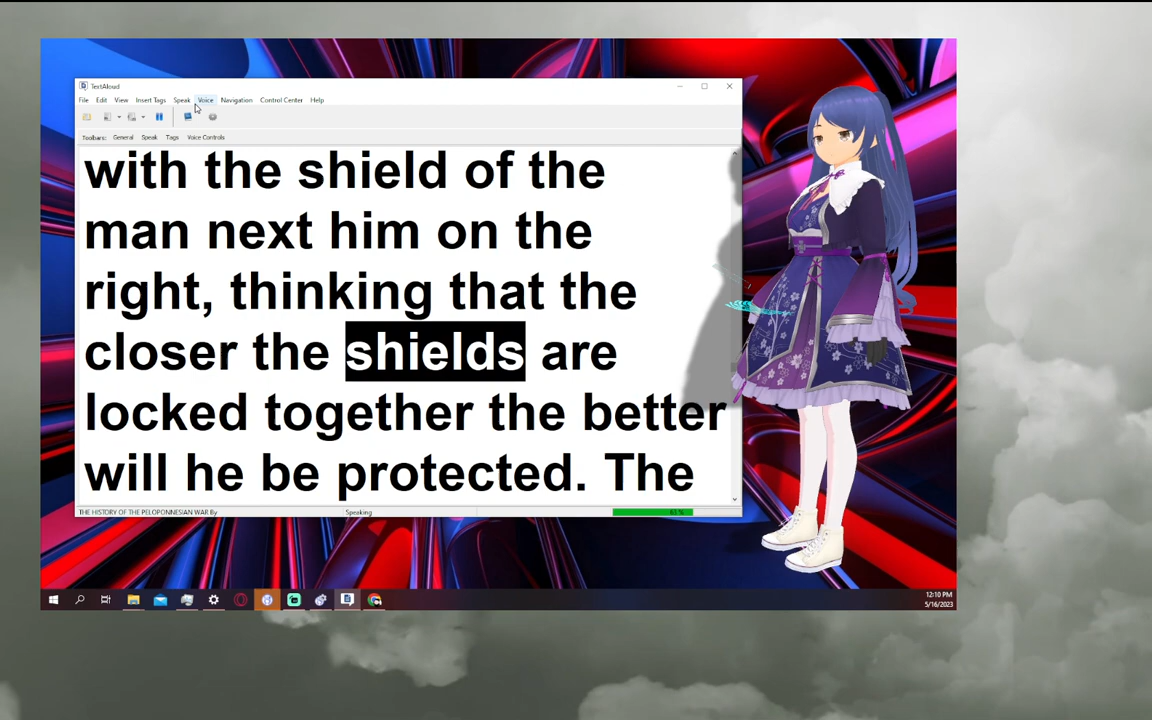 TextAloud
File Edit View Insert Tags Speak Voice Navigation Control Center Help
Toolbars: General Speak Tags Voice Controls
with the shield of the
man next him on the
right, thinking that the
closer the shields are
locked together the better
will he be protected. The
THE HISTORY OF THE PELOPONNESIAN WAR By Speaking 63 %
12:10 PM
5/16/2023